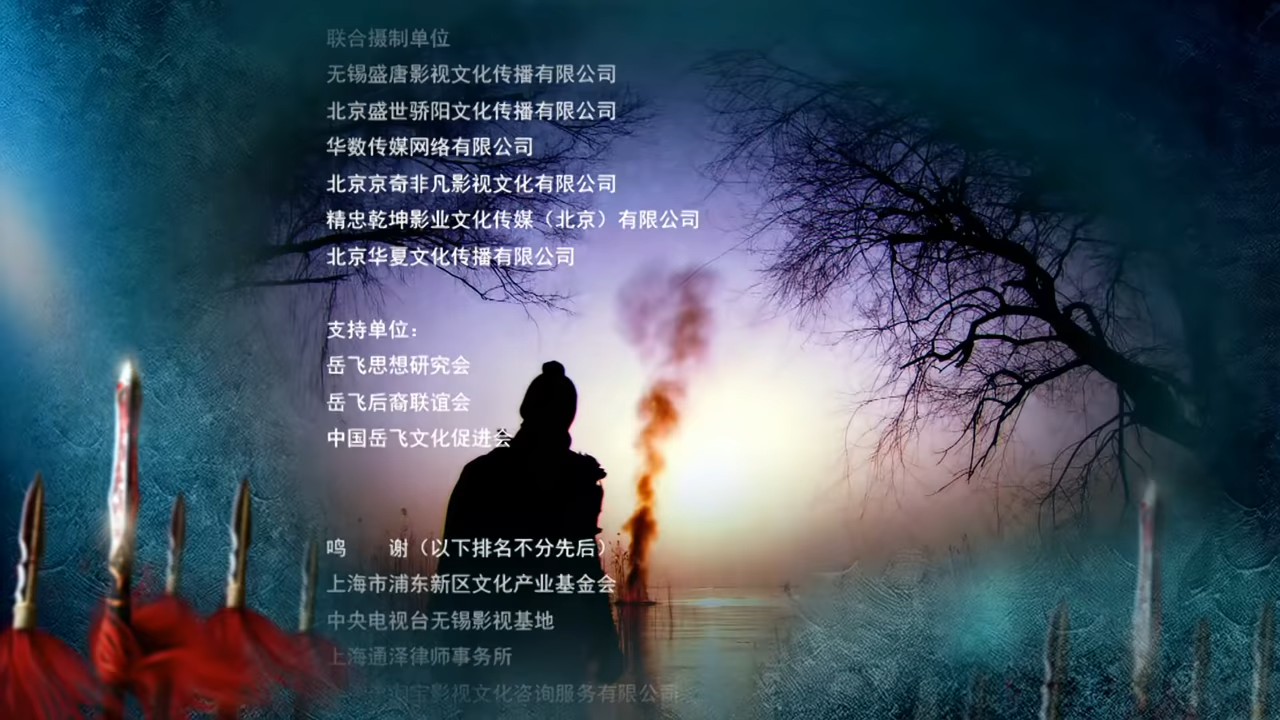 联合摄制单位
无锡盛唐影视文化传播有限公司
北京盛世骄阳文化传播有限公司
华数传媒网络有限公司
北京京奇非凡影视文化有限公司
精忠乾坤影业文化传媒（北京）有限公司
北京华夏文化传播有限公司
支持单位：
岳飞思想研究会
岳飞后裔联谊会
中国岳飞文化促进会
鸣　　谢（以下排名不分先后）
上海市浦东新区文化产业基金会
中央电视台无锡影视基地
上海通泽律师事务所
宝影视文化咨询服务有限公司